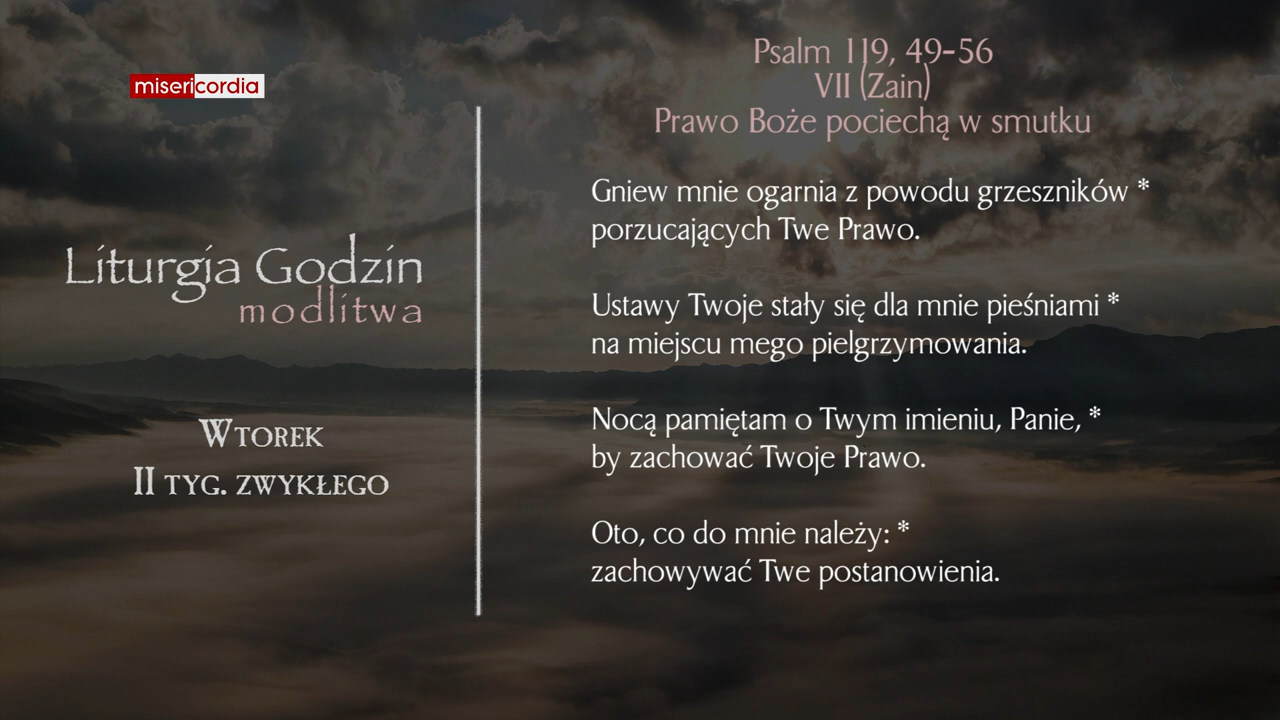 misericordia
Liturgia Godzin
modlitwa
Wtorek
II tyg. zwykłego
Psalm 119, 49-56
VII (Zain)
Prawo Boże pociechą w smutku
Gniew mnie ogarnia z powodu grzeszników *
porzucających Twe Prawo.
Ustawy Twoje stały się dla mnie pieśniami *
na miejscu mego pielgrzymowania.
Nocą pamiętam o Twym imieniu, Panie, *
by zachować Twoje Prawo.
Oto, co do mnie należy: *
zachowywać Twe postanowienia.